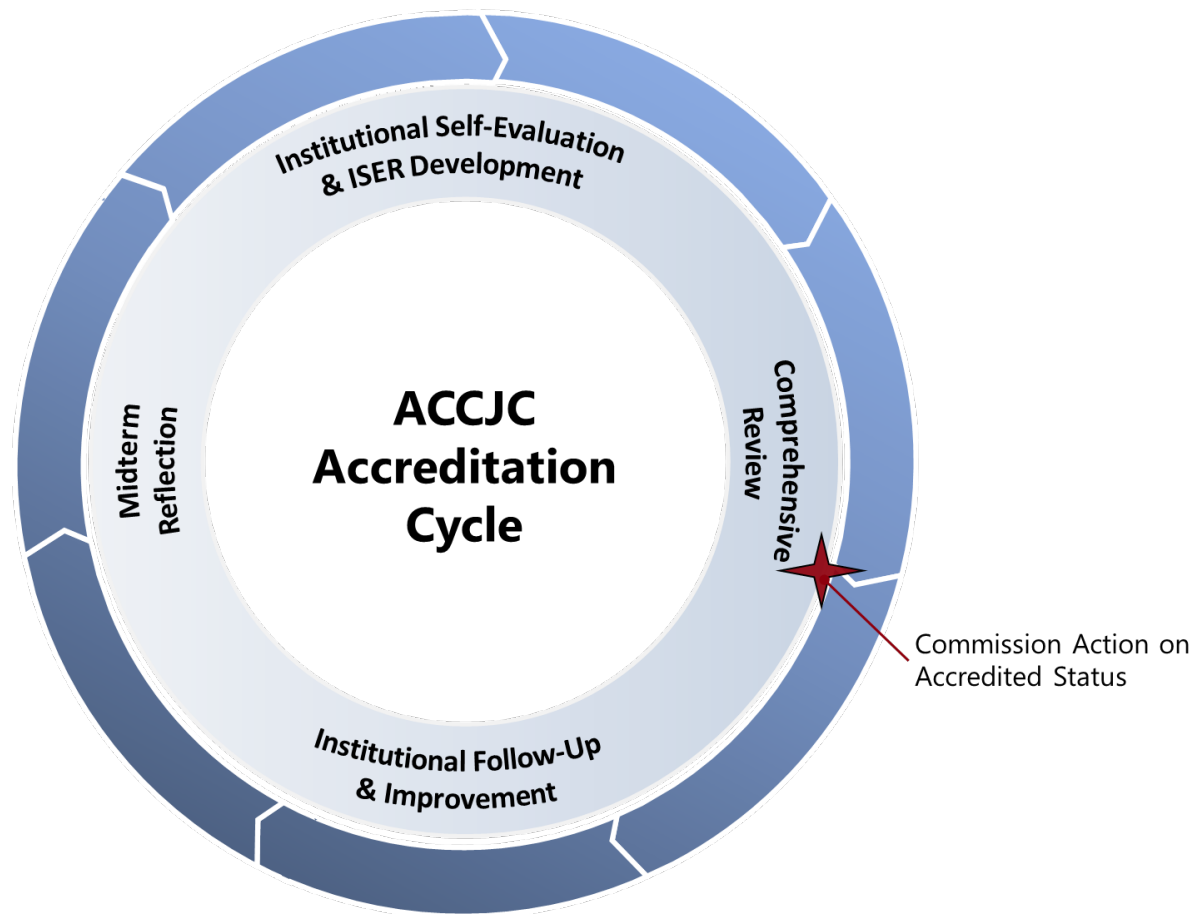 Institutional Self-Evaluation
& ISER Development
Comprehensive
Review
Midterm
Reflection
ACCJC
Accreditation
Cycle
Commission Action on
Accredited Status
Institutional Follow-Up
& Improvement